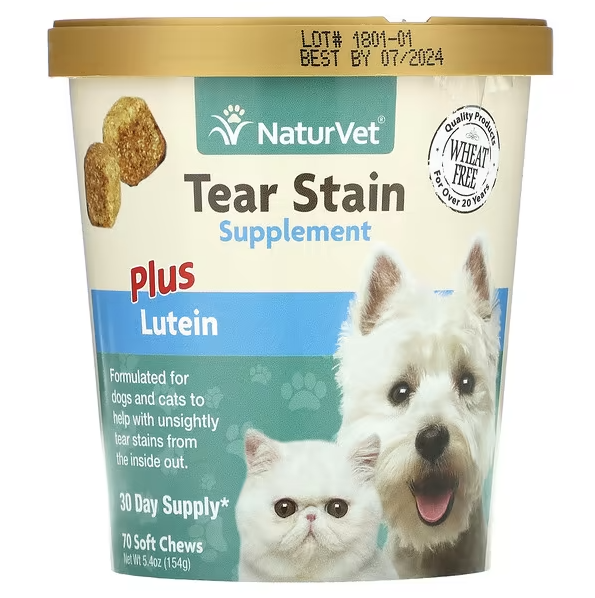 LOT# 1801-01
BEST BY 07/2024
NaturVet®
Quality Products
WHEAT
FREE
For Over 20 Years
Tear Stain
Supplement
Plus
Lutein
Formulated for
dogs and cats to
help with unsightly
tear stains from
the inside out.
30 Day Supply*
70 Soft Chews
Net Wt 5.4oz (154g)